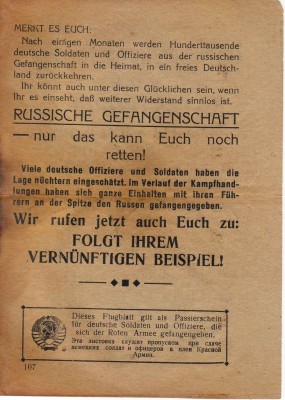 MERKT ES EUCH:
Nach einigen Monaten werden Hunderttausende
deutsche Soldaten und Offiziere aus der russischen
Gefangenschaft in die Heimat, in ein freies Deutsch-
land zurückkehren.
Ihr könnt auch unter diesen Glücklichen sein, wenn
Ihr es einseht, daß weiterer Widerstand sinnlos ist.
RUSSISCHE GEFANGENSCHAFT
—nur das kann Euch noch
retten!
Viele deutsche Offiziere und Soldaten haben die
Lage nüchtern eingeschätzt. Im Verlauf der Kampfhand-
lungen haben sich ganze Einhalten mit ihren Füh-
rern an der Spitze den Russen gefangengegeben.
Wir rufen jetzt auch Euch zu:
FOLGT IHREM
VERNÜNFTIGEN BEISPIEL!
Dieses Flugblatt gilt als Passierschein
für deutsche Soldaten und Offiziere, die
sich der Roten Armee gefangengeben.
Эта листовка служит пропуском при сдаче
немецких солдат и офицеров в плен Красной
Армии.
107